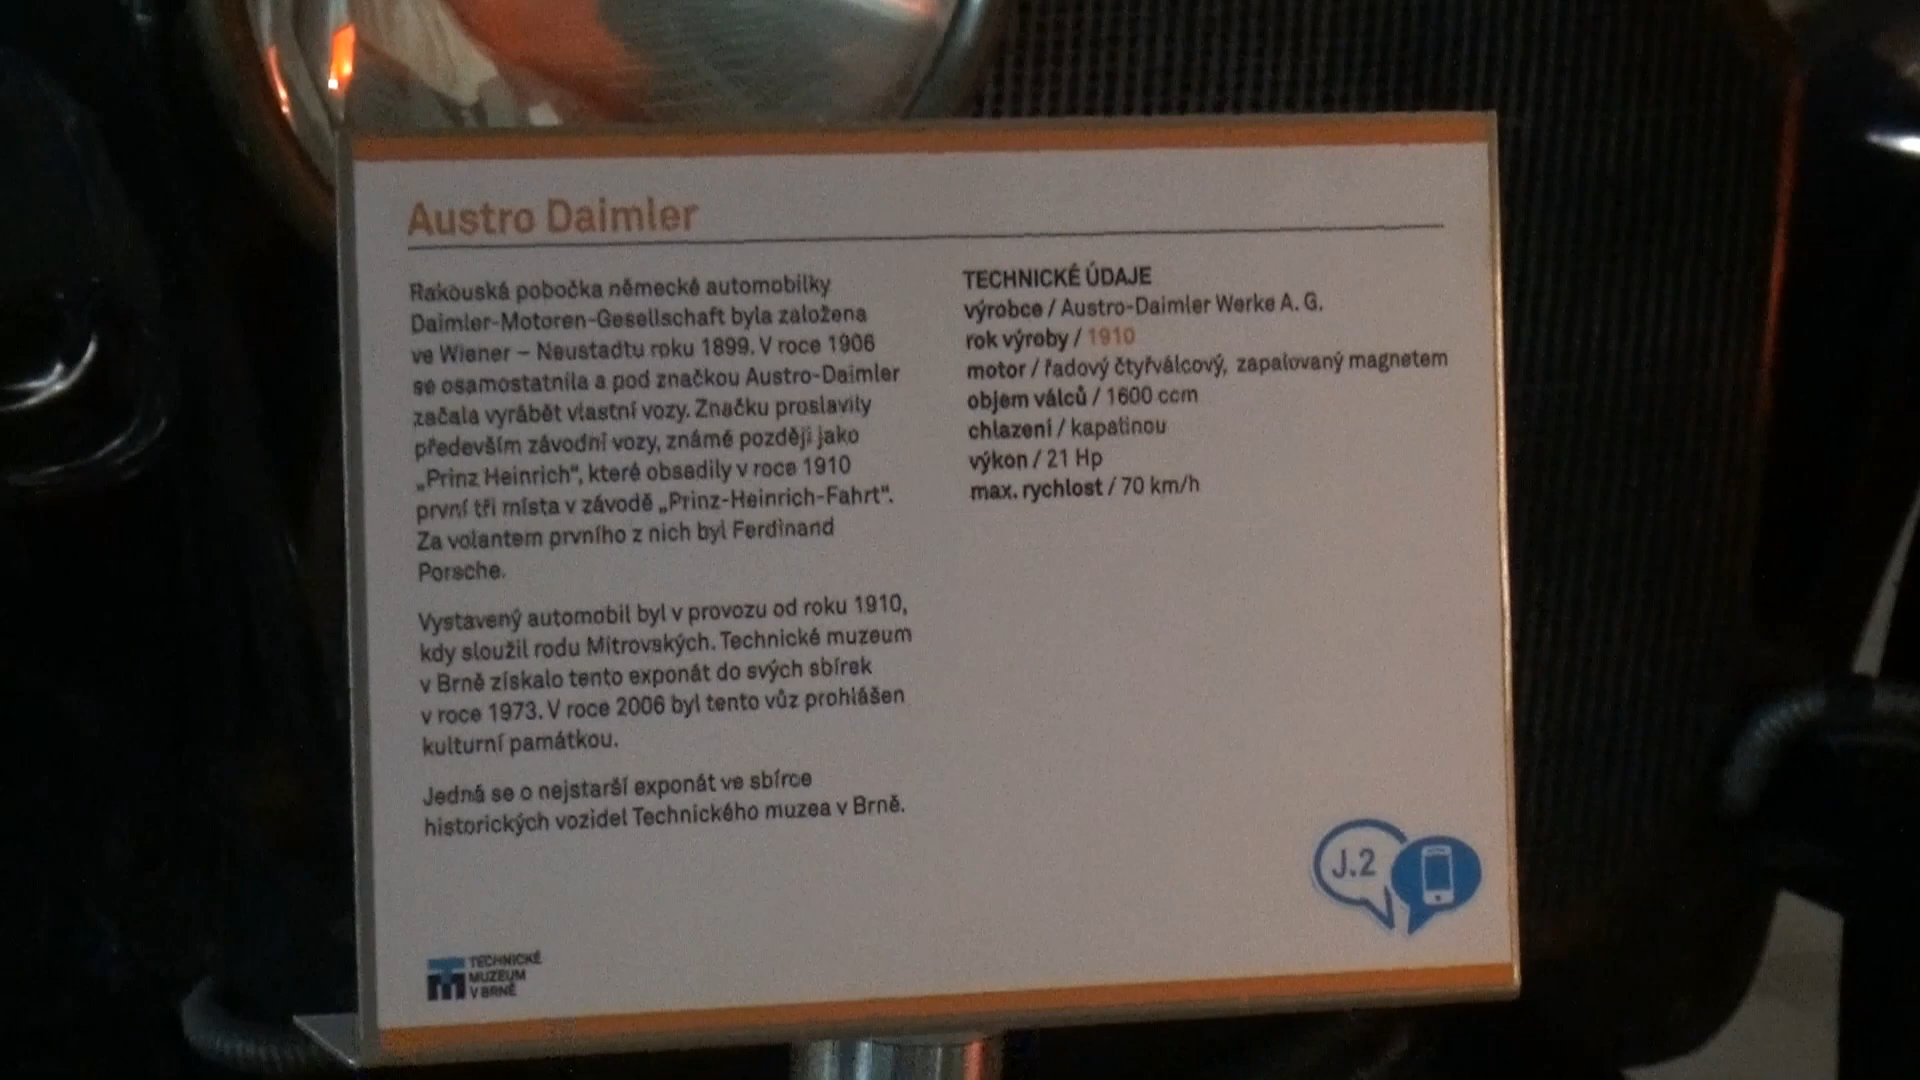 Austro Daimler
Rakouská pobočka německé automobilky
Daimler-Motoren-Gesellschaft byla založena
ve Wiener – Neustadtu roku 1899. V roce 1906
se osamostatnila a pod značkou Austro-Daimler
začala vyrábět vlastní vozy. Značku proslavily
především závodní vozy, známé později jako
„Prinz Heinrich“, které obsadily v roce 1910
první tři místa v závodě „Prinz-Heinrich-Fahrt“.
Za volantem prvního z nich byl Ferdinand
Porsche.
Vystavený automobil byl v provozu od roku 1910,
kdy sloužil rodu Mitrovských. Technické muzeum
v Brně získalo tento exponát do svých sbírek
v roce 1973. V roce 2006 byl tento vůz prohlášen
kulturní památkou.
Jedná se o nejstarší exponát ve sbírce
historických vozidel Technického muzea v Brně.
TECHNICKÉ ÚDAJE
výrobce / Austro-Daimler Werke A. G.
rok výroby / 1910
motor / řadový čtyřválcový, zapalovaný magnetem
objem válců / 1600 ccm
chlazení / kapalinou
výkon / 21 Hp
max. rychlost / 70 km/h
J.2
TECHNICKÉ
MUZEUM
V BRNĚ